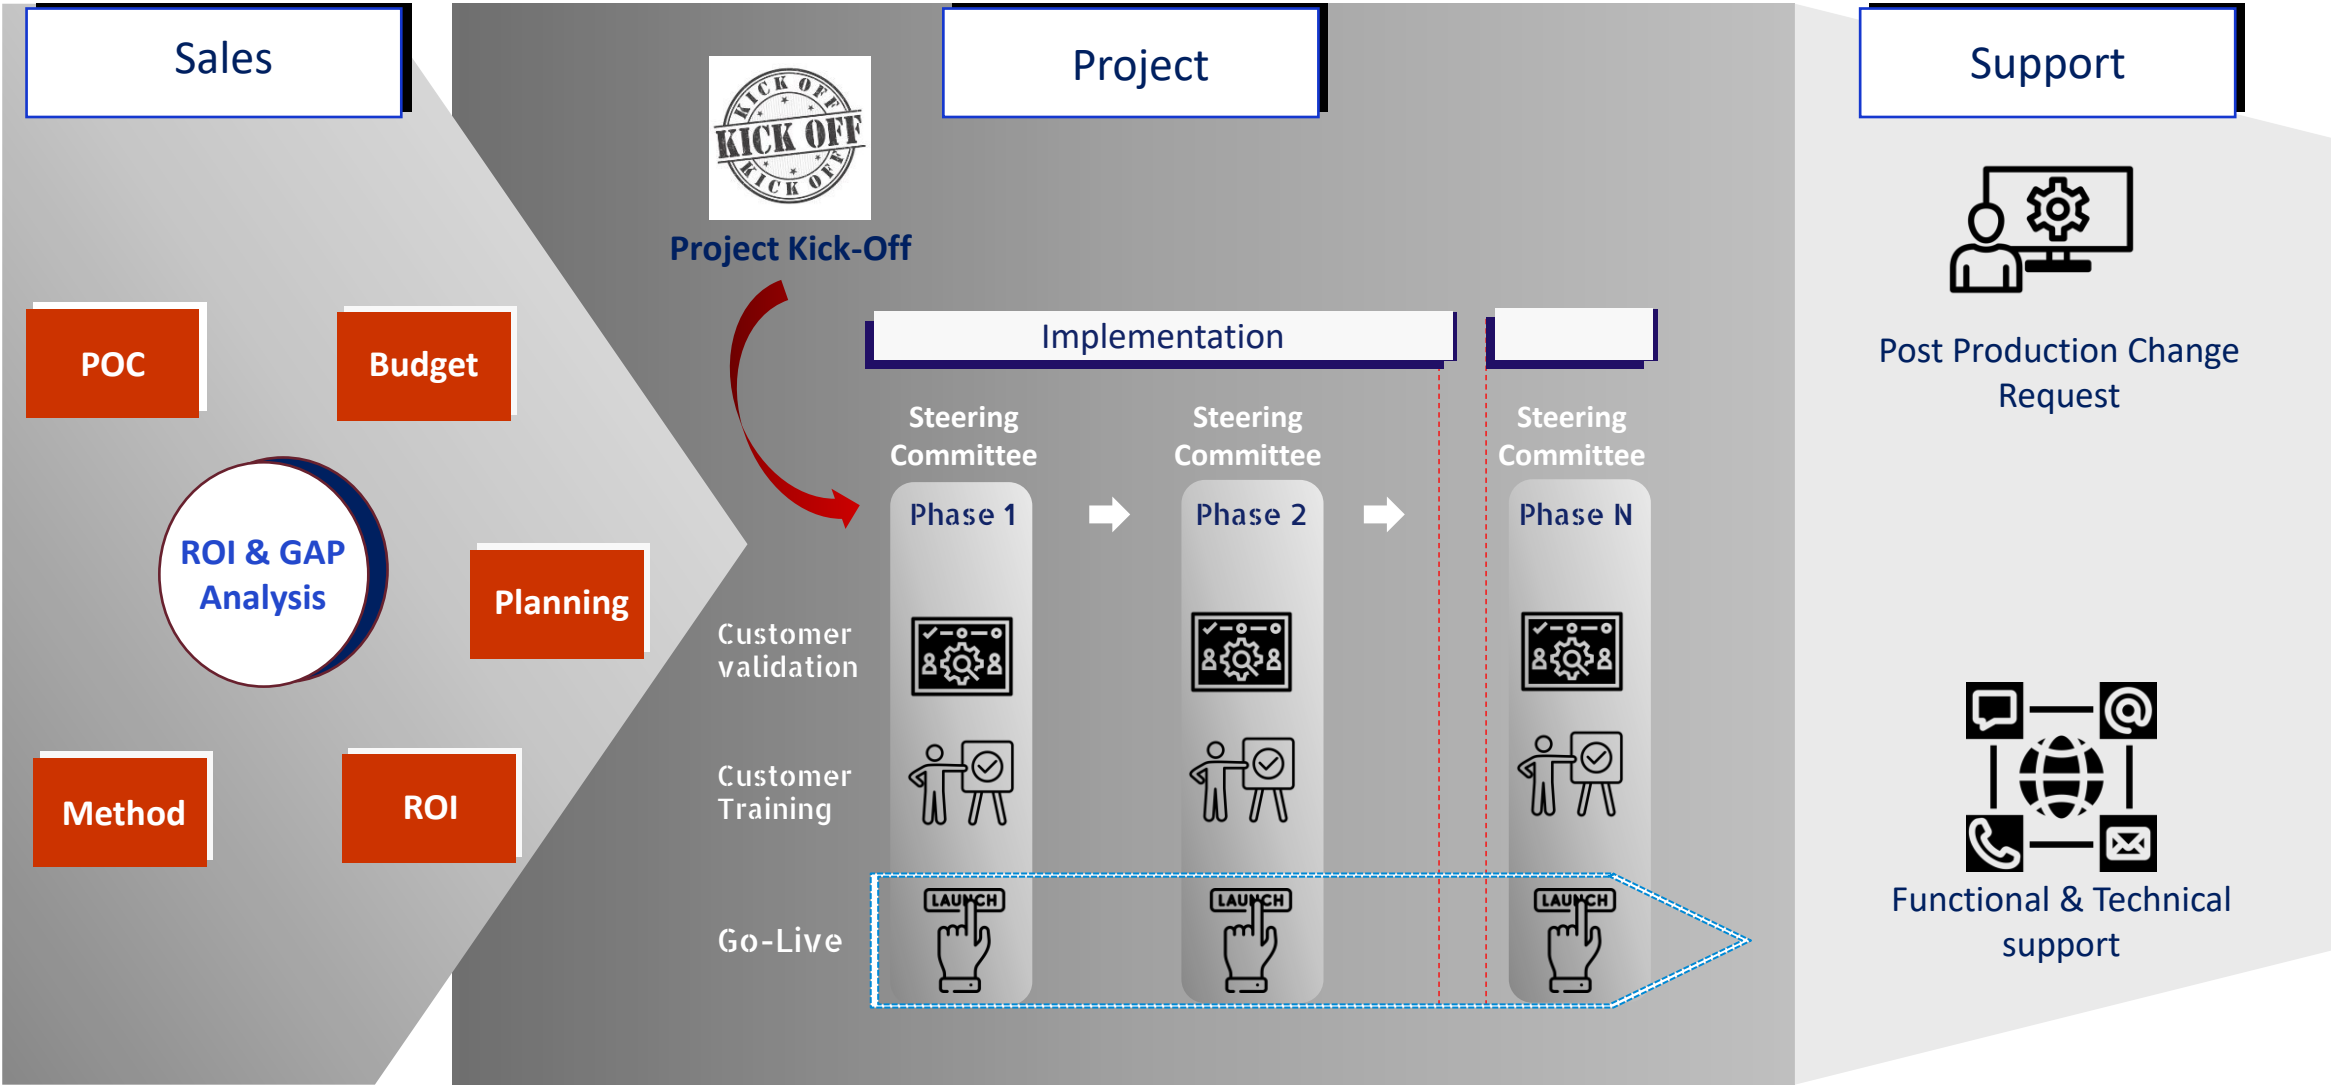 Sales
Project
Support
KICK OFF
KICK OFF
KICK OFF
Project Kick-Off
POC
Budget
ROI & GAP
Analysis
Planning
Method
ROI
Implementation
Steering
Committee
Steering
Committee
Steering
Committee
Phase 1
Phase 2
Phase N
Customer
validation
Customer
Training
Go-Live
LAUNCH
LAUNCH
LAUNCH
Post Production Change
Request
Functional & Technical
support